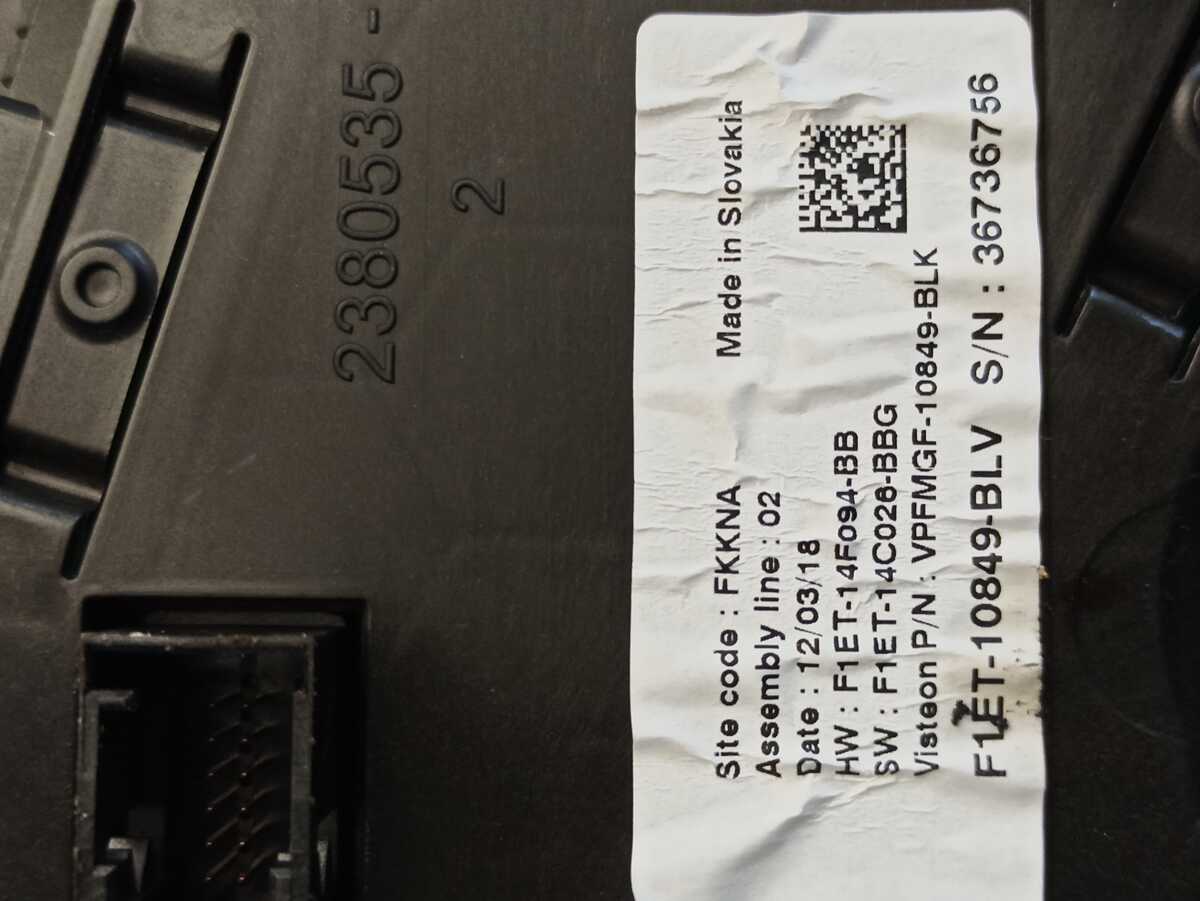 2380535 -
2
Site code : FKKNA Made in Slovakia
Assembly line : 02
Date : 12/03/18
HW : F1ET-14F094-BB
SW : F1ET-14C026-BBG
Visteon P/N : VPFMGF-10849-BLK
F1ET-10849-BLV S/N : 36736756